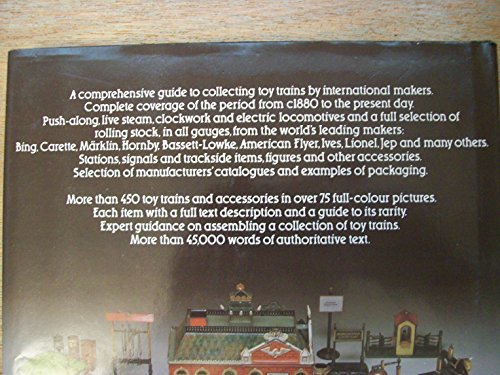 A comprehensive guide to collecting toy trains by international makers.
Complete coverage of the period from c1880 to the present day.
Push-along, live steam, clockwork and electric locomotives and a full selection of
rolling stock, in all gauges, from the world's leading makers:
Bing, Carette, Märklin, Hornby, Bassett-Lowke, American Flyer, Ives, Lionel, Jep and many others.
Stations, signals and trackside items, figures and other accessories.
Selection of manufacturers' catalogues and examples of packaging.
More than 450 toy trains and accessories in over 75 full-colour pictures.
Each item with a full text description and a guide to its rarity.
Expert guidance on assembling a collection of toy trains.
More than 45,000 words of authoritative text.